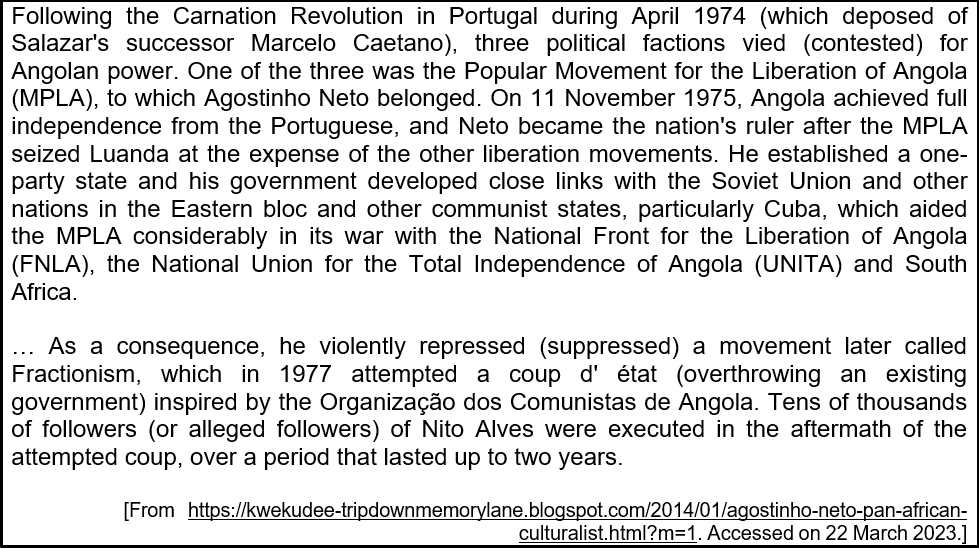 Following the Carnation Revolution in Portugal during April 1974 (which deposed of
Salazar's successor Marcelo Caetano), three political factions vied (contested) for
Angolan power. One of the three was the Popular Movement for the Liberation of Angola
(MPLA), to which Agostinho Neto belonged. On 11 November 1975, Angola achieved full
independence from the Portuguese, and Neto became the nation's ruler after the MPLA
seized Luanda at the expense of the other liberation movements. He established a one-
party state and his government developed close links with the Soviet Union and other
nations in the Eastern bloc and other communist states, particularly Cuba, which aided
the MPLA considerably in its war with the National Front for the Liberation of Angola
(FNLA), the National Union for the Total Independence of Angola (UNITA) and South
Africa.
… As a consequence, he violently repressed (suppressed) a movement later called
Fractionism, which in 1977 attempted a coup d' état (overthrowing an existing
government) inspired by the Organização dos Comunistas de Angola. Tens of thousands
of followers (or alleged followers) of Nito Alves were executed in the aftermath of the
attempted coup, over a period that lasted up to two years.
[From https://kwekudee-tripdownmemorylane.blogspot.com/2014/01/agostinho-neto-pan-african-
culturalist.html?m=1. Accessed on 22 March 2023.]